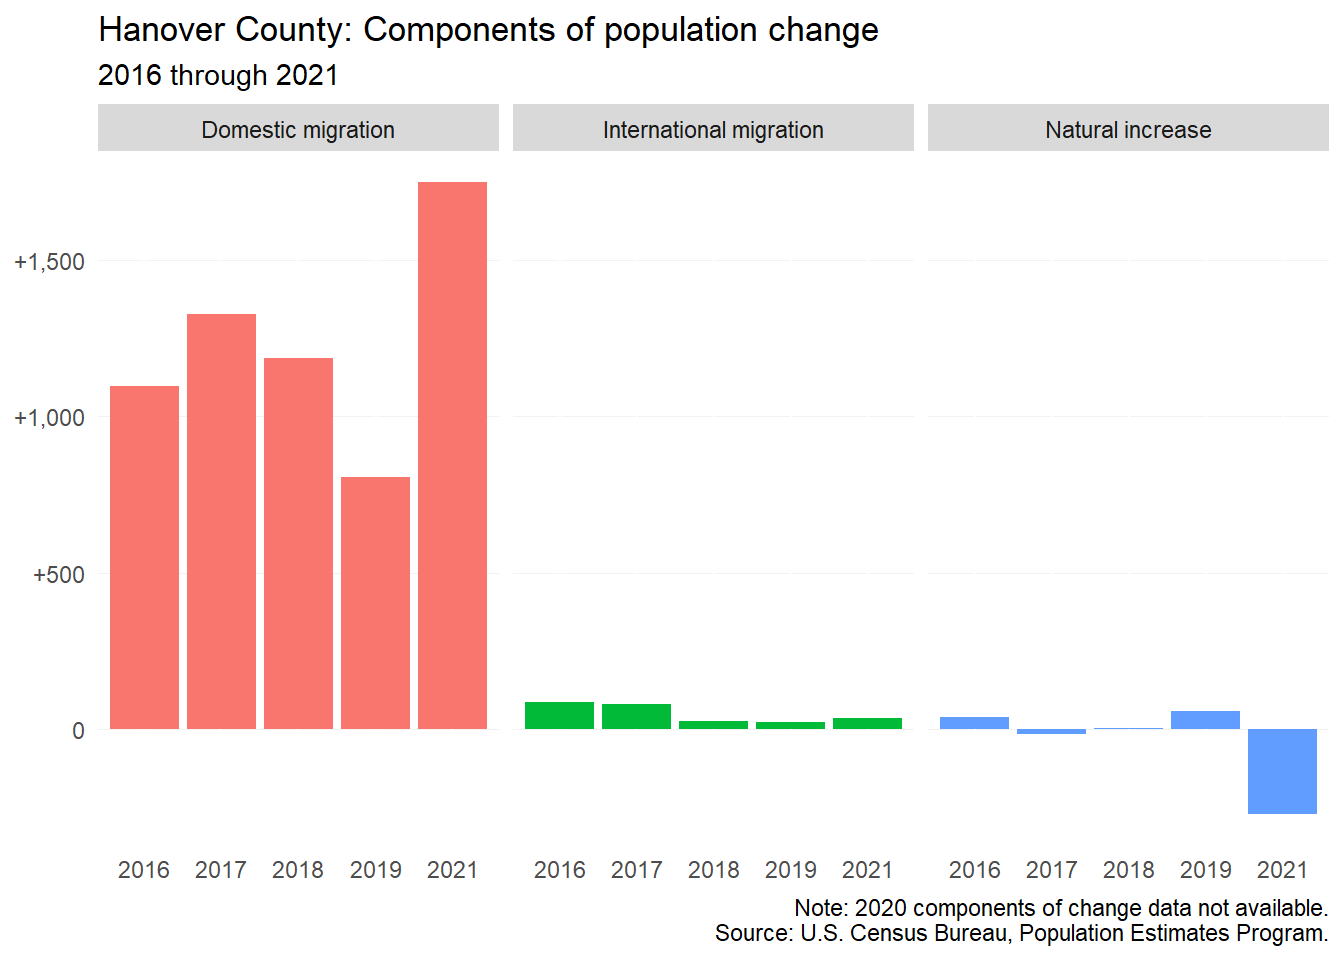 Hanover County: Components of population change
2016 through 2021
Domestic migration
International migration
Natural increase
+1,500
+1,000
+500
0
2016 2017 2018 2019 2021
2016 2017 2018 2019 2021
2016 2017 2018 2019 2021
Note: 2020 components of change data not available.
Source: U.S. Census Bureau, Population Estimates Program.